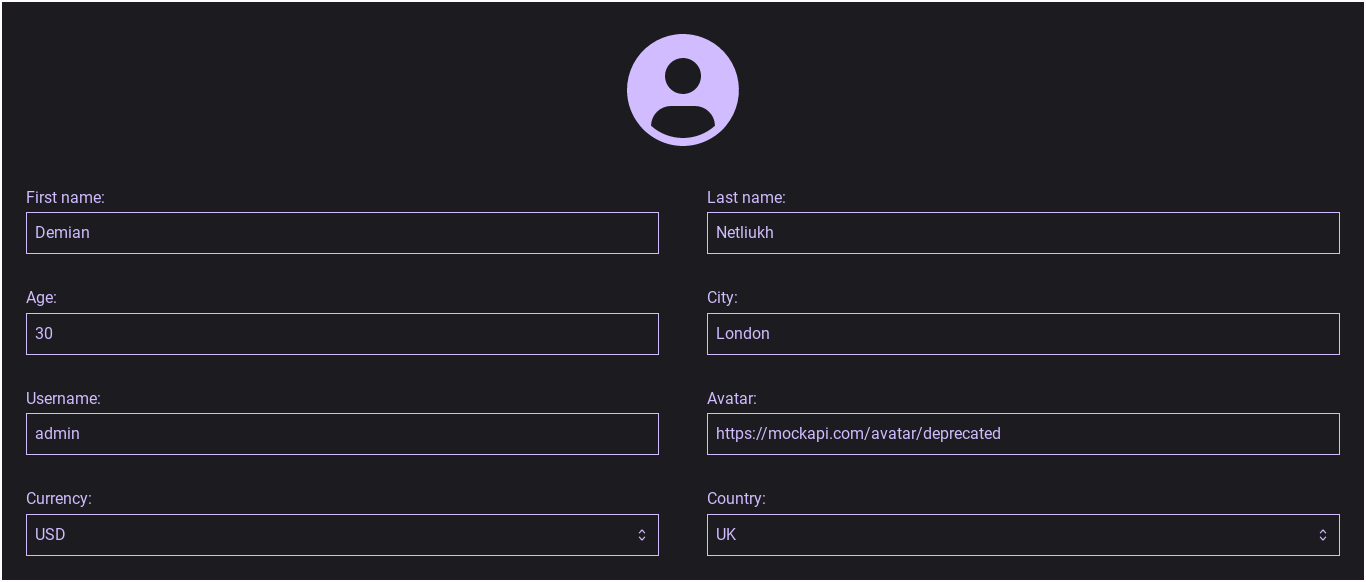 First name:
Last name:
Demian
Netliukh
Age:
City:
30
London
Username:
Avatar:
admin
https://mockapi.com/avatar/deprecated
Currency:
Country:
USD
UK